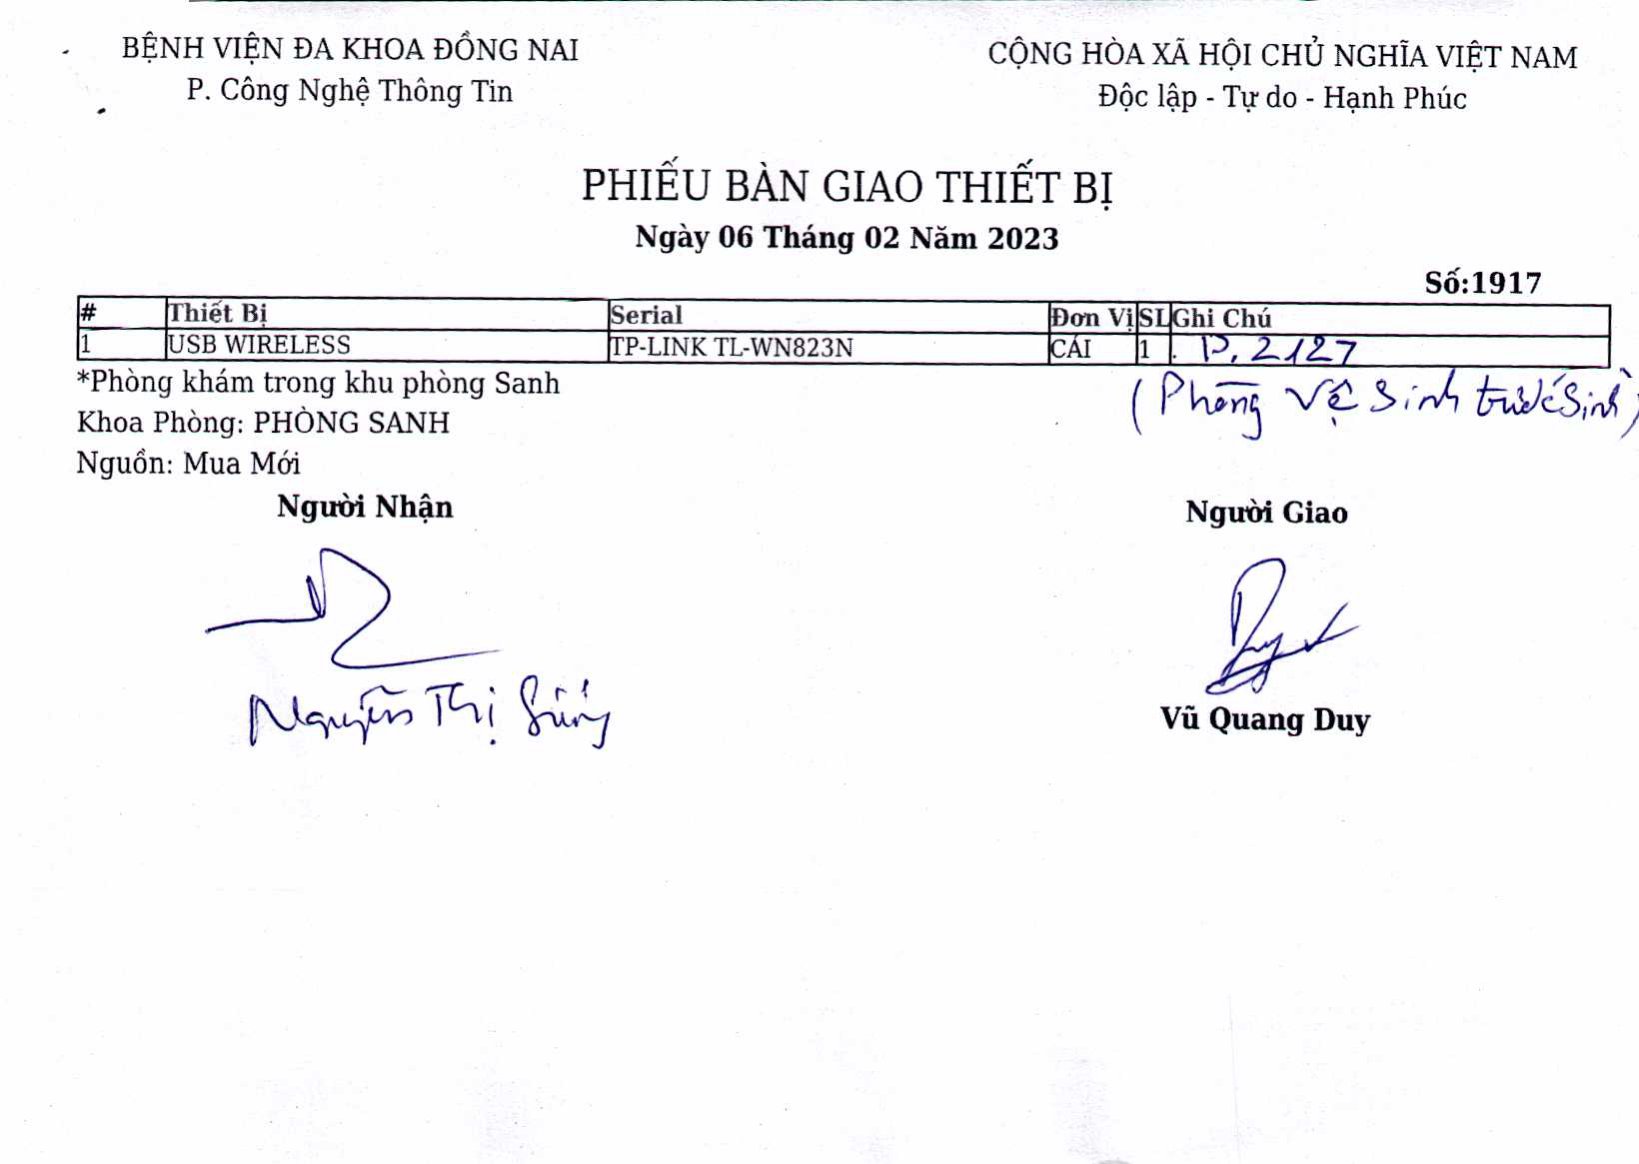 BỆNH VIỆN ĐA KHOA ĐỒNG NAI
P. Công Nghệ Thông Tin
CỘNG HÒA XÃ HỘI CHỦ NGHĨA VIỆT NAM
Độc lập - Tự do - Hạnh Phúc
PHIẾU BÀN GIAO THIẾT BỊ
Ngày 06 Tháng 02 Năm 2023
Số:1917
# Thiết Bị Serial Đơn Vị SL Ghi Chú
1 USB WIRELESS TP-LINK TL-WN823N CÁI 1 . P. 2127
(Phòng Vệ Sinh trước Sinh)
*Phòng khám trong khu phòng Sanh
Khoa Phòng: PHÒNG SANH
Nguồn: Mua Mới
Người Nhận
Người Giao
Nguyễn Thị
Vũ Quang Duy